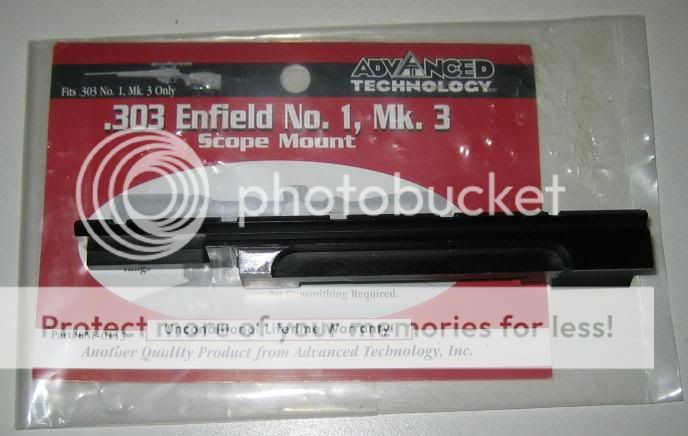 ADVANCED
TECHNOLOGY
Fits .303 No. 1, Mk. 3 Only
.303 Enfield No. 1, Mk. 3
Scope Mount
photobucket
Rings
No Gunsmithing Required.
Protect more of your memories for less!
Unconditional Lifetime Warranty
Another Quality Product from Advanced Technology, Inc.